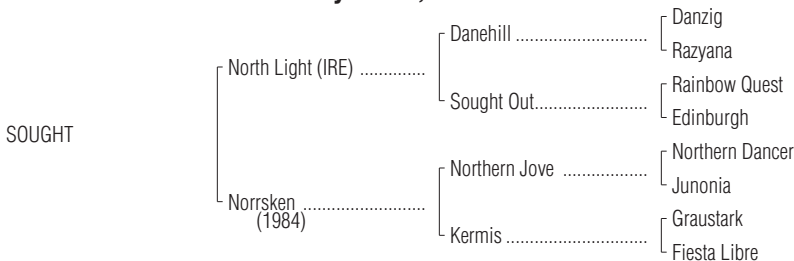 Danzig
Danehill ..........................
Razyana
North Light (IRE) ..............
Rainbow Quest
Sought Out......................
Edinburgh
SOUGHT
Northern Dancer
Northern Jove .................
Junonia
Norrsken ..........................
(1984)
Graustark
Kermis ............................
Fiesta Libre